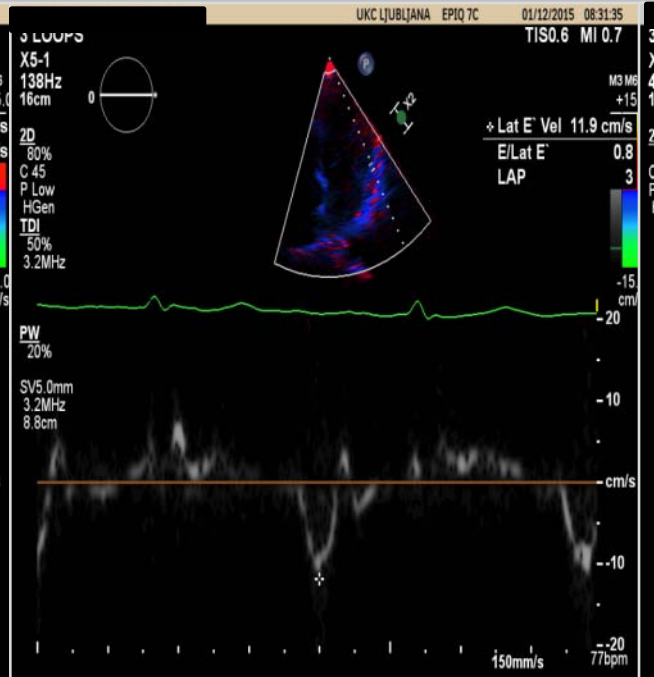 UKC LJUBLJANA EPIQ 7C 01/12/2015 08:31:35
3 LOOPS
TIS0.6 MI 0.7
X5-1
138Hz
16cm
0
P
X2
M3 M6
+15
Lat E` Vel 11.9 cm/s
E/Lat E` 0.8
LAP 3
2D
80%
C 45
P Low
HGen
TDI
50%
3.2MHz
-15.
cm/
PW
20%
SV5.0mm
3.2MHz
8.8cm
20
10
cm/s
-10
-20
150mm/s
77bpm